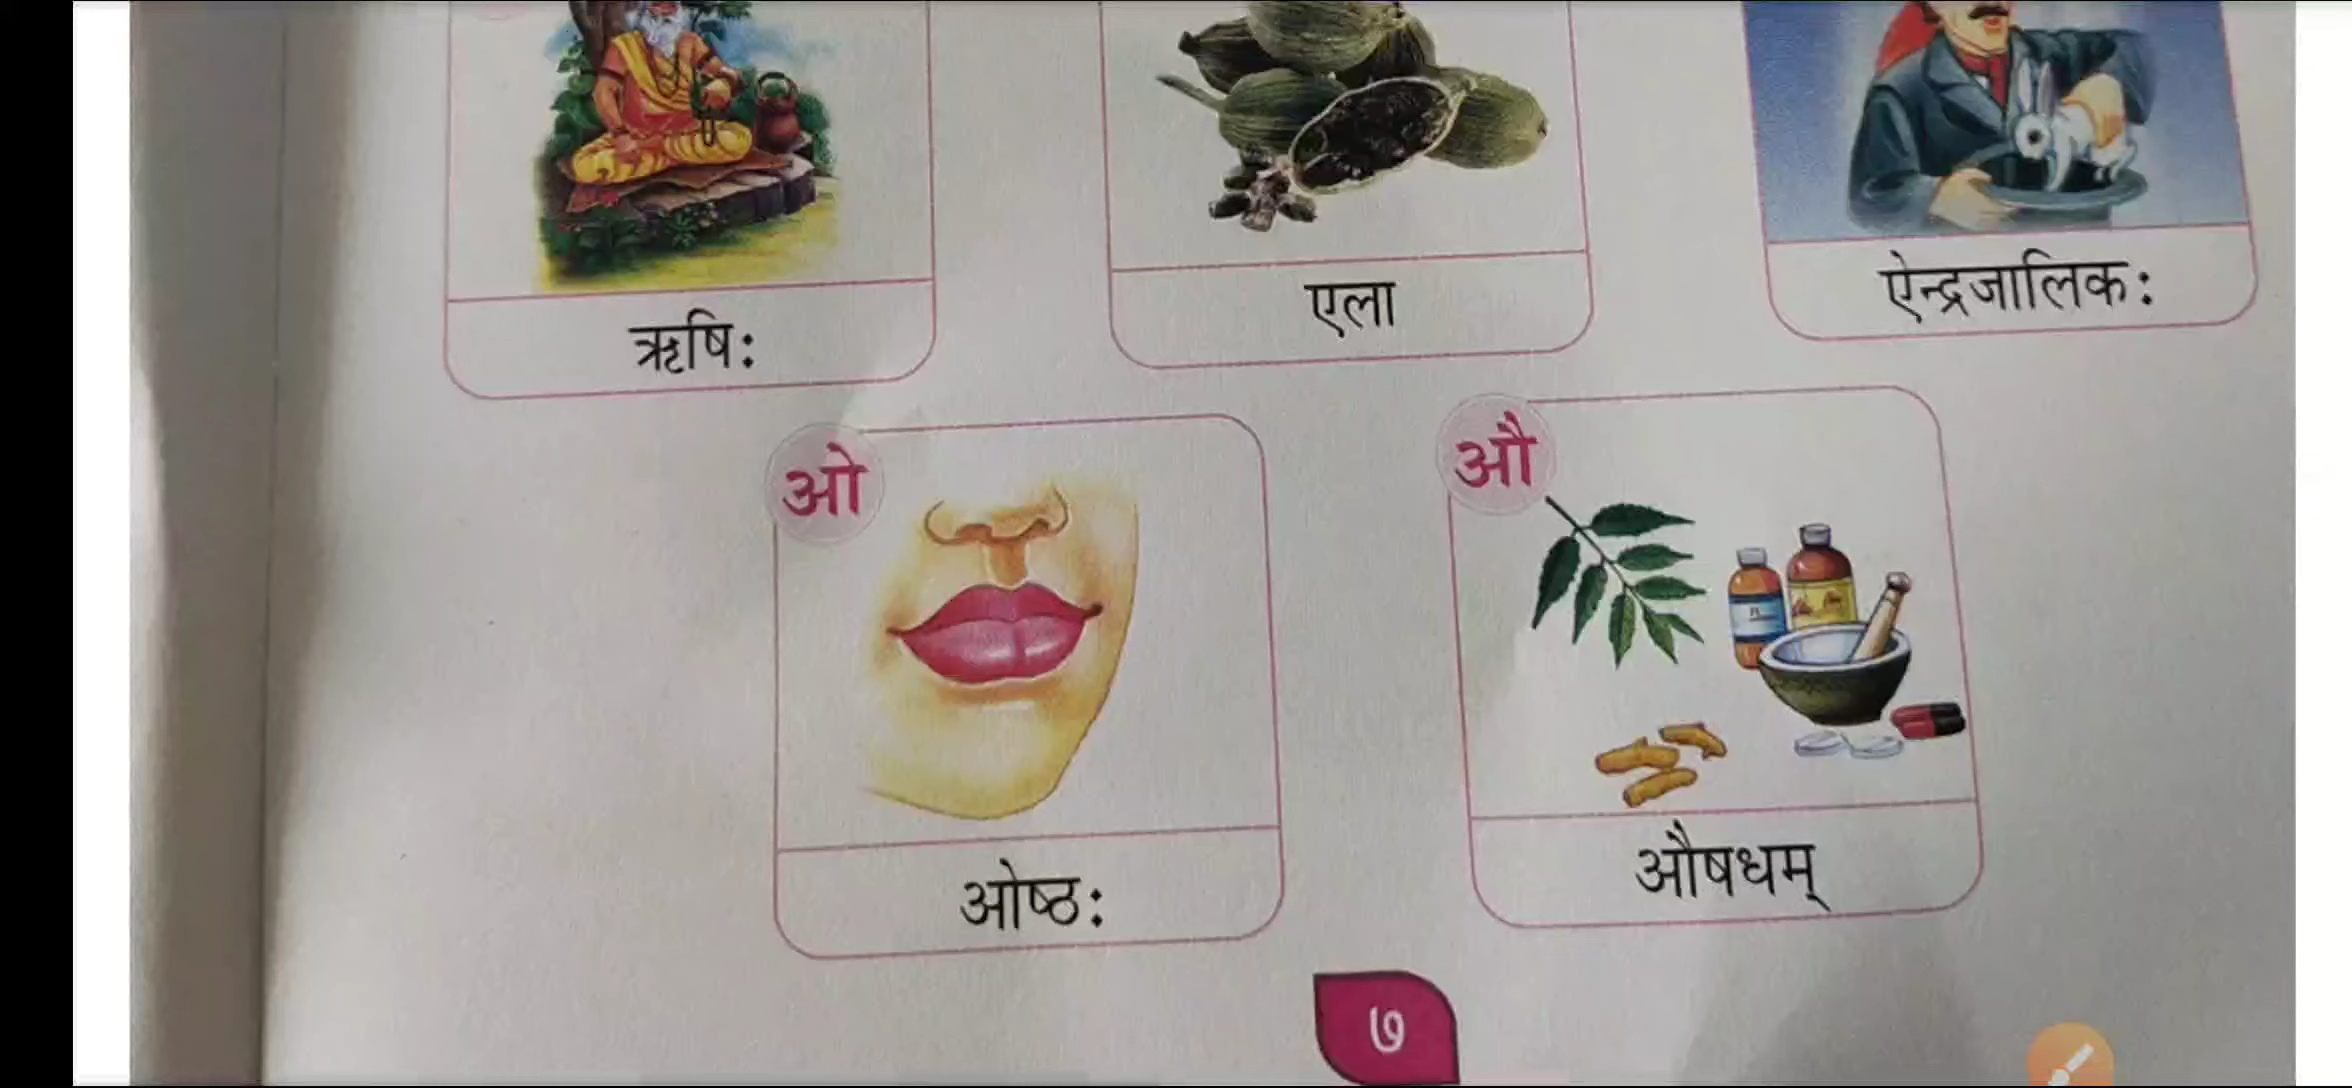 ऋषिः
एला
ऐन्द्रजालिकः
ओ
औ
ओष्ठः
औषधम्
७